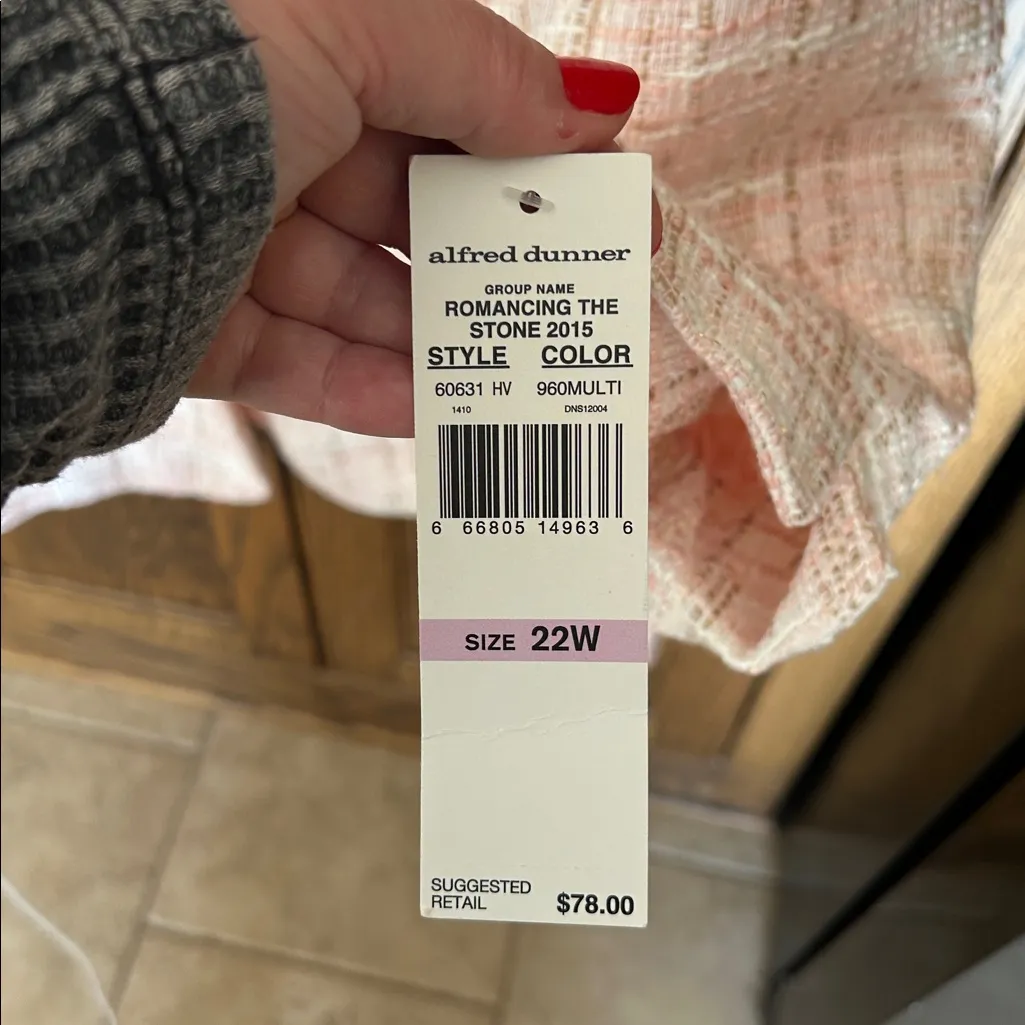 alfred dunner
GROUP NAME
ROMANCING THE
STONE 2015
STYLE COLOR
60631 HV 960MULTI
1410 DNS12004
6 66805 14963 6
SIZE 22W
SUGGESTED
RETAIL $78.00